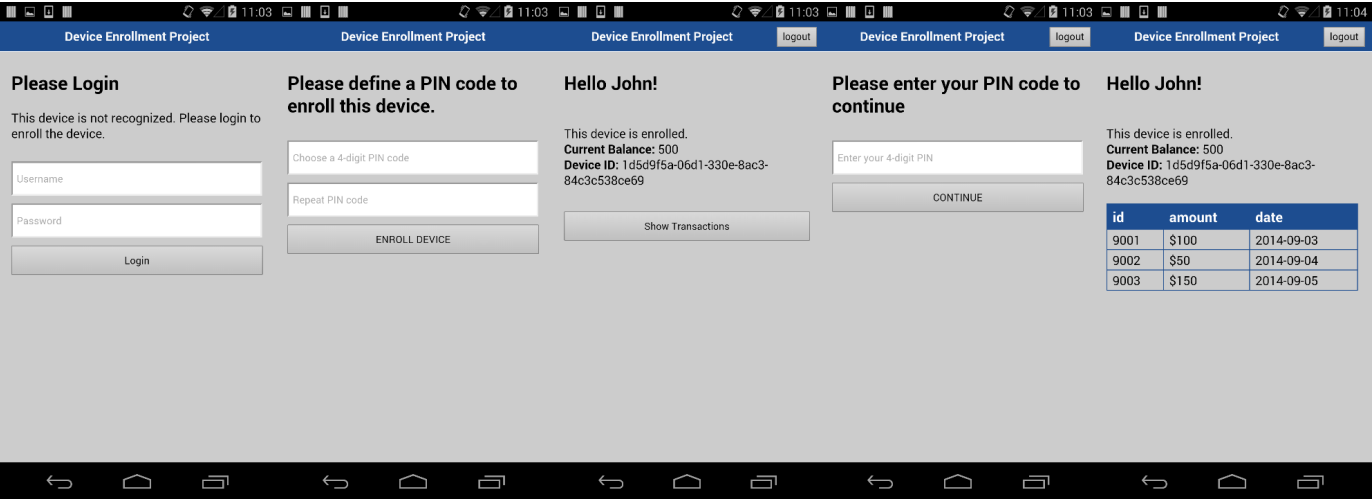 11:03
Device Enrollment Project
Please Login
This device is not recognized. Please login to
enroll the device.
Username
Password
Login
11:03
Device Enrollment Project
Please define a PIN code to
enroll this device.
Choose a 4-digit PIN code
Repeat PIN code
ENROLL DEVICE
11:03
Device Enrollment Project
logout
Hello John!
This device is enrolled.
Current Balance: 500
Device ID: 1d5d9f5a-06d1-330e-8ac3-
84c3c538ce69
Show Transactions
11:03
Device Enrollment Project
logout
Please enter your PIN code to
continue
Enter your 4-digit PIN
CONTINUE
11:04
Device Enrollment Project
logout
Hello John!
This device is enrolled.
Current Balance: 500
Device ID: 1d5d9f5a-06d1-330e-8ac3-
84c3c538ce69
id amount date
9001 $100 2014-09-03
9002 $50 2014-09-04
9003 $150 2014-09-05